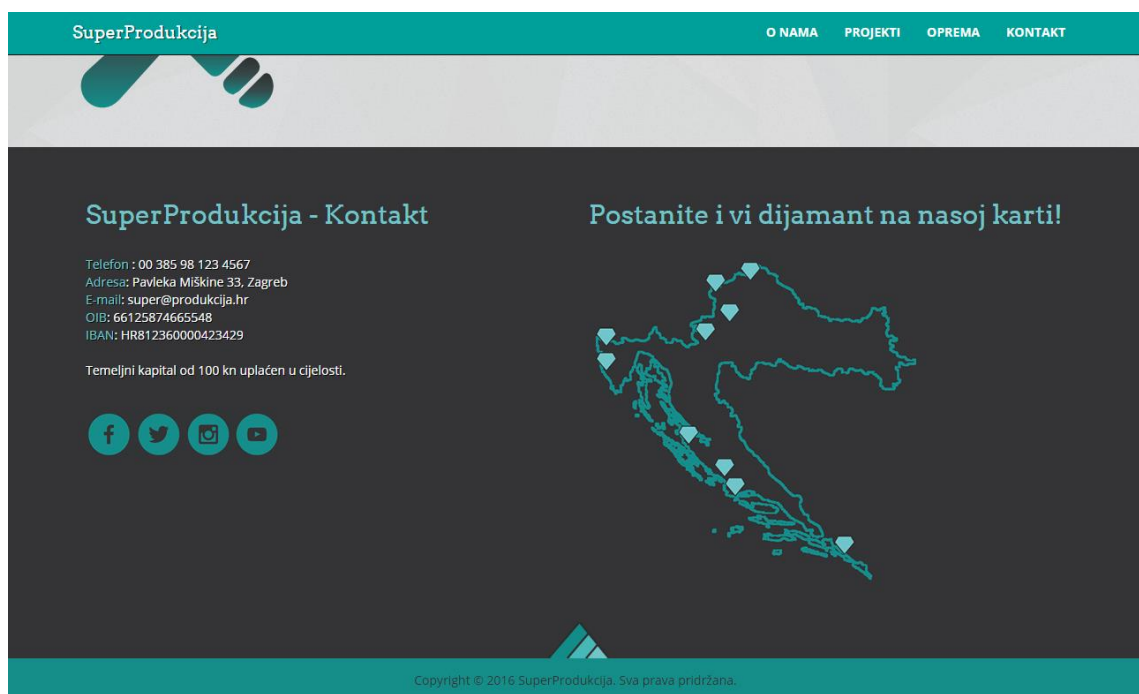 SuperProdukcija
O NAMA PROJEKTI OPREMA KONTAKT
SuperProdukcija - Kontakt
Telefon : 00 385 98 123 4567
Adresa: Pavleka Miškine 33, Zagreb
E-mail: super@produkcija.hr
OIB: 66125874665548
IBAN: HR812360000423429
Temeljni kapital od 100 kn uplaćen u cijelosti.
Postanite i vi dijamant na nasoj karti!
Copyright © 2016 SuperProdukcija. Sva prava pridržana.